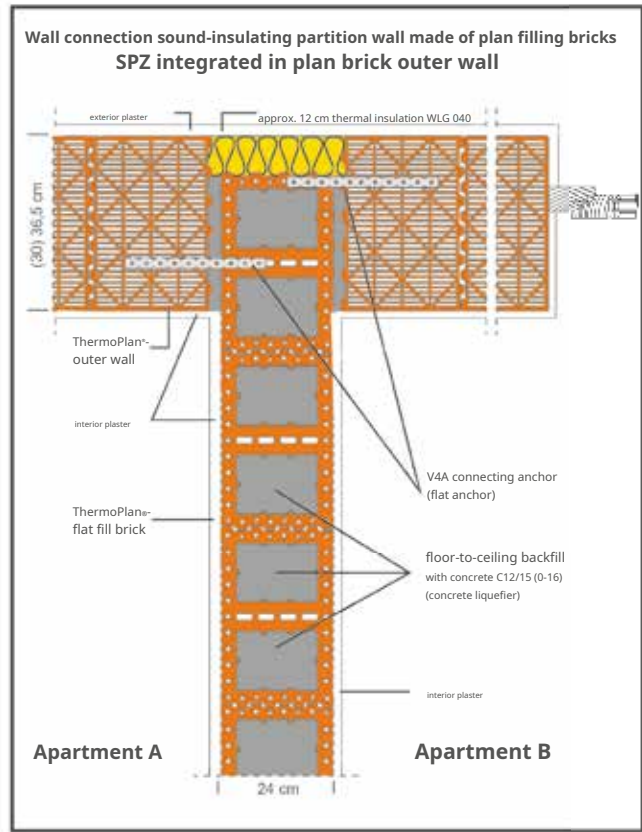 Wall connection sound-insulating partition wall made of plan filling bricks
SPZ integrated in plan brick outer wall
exterior plaster
approx. 12 cm thermal insulation WLG 040
(30) 36,5 cm
ThermoPlan®-
outer wall
interior plaster
V4A connecting anchor
(flat anchor)
ThermoPlan®-
flat fill brick
floor-to-ceiling backfill
with concrete C12/15 (0-16)
(concrete liquefier)
interior plaster
Apartment A
Apartment B
24 cm